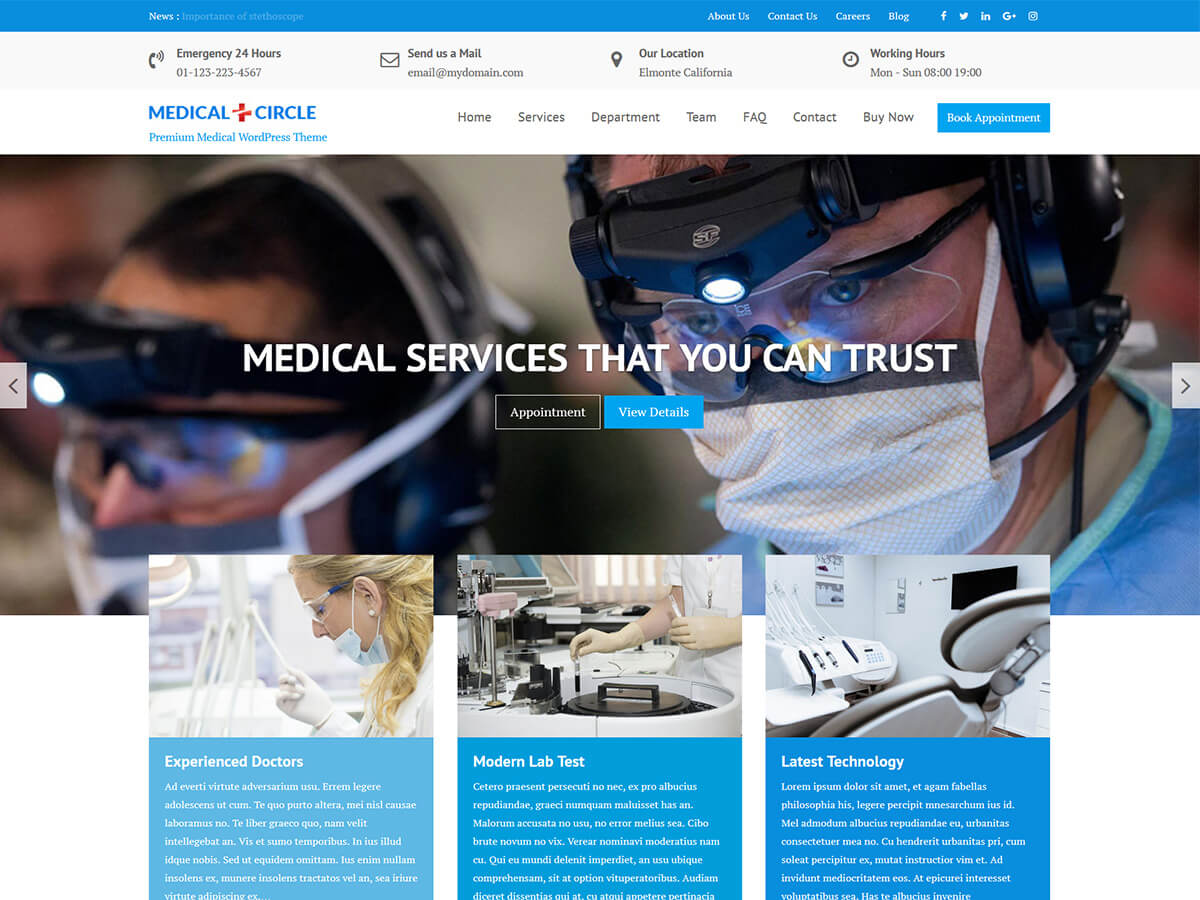 News : Importance of stethoscope
About Us Contact Us Careers Blog
Emergency 24 Hours
01-123-223-4567
Send us a Mail
email@mydomain.com
Our Location
Elmonte California
Working Hours
Mon - Sun 08:00 19:00
MEDICAL CIRCLE
Premium Medical WordPress Theme
Home Services Department Team FAQ Contact Buy Now Book Appointment
MEDICAL SERVICES THAT YOU CAN TRUST
Appointment View Details
Experienced Doctors
Ad everti virtute adversarium usu. Errem legere
adolescens ut cum. Te quo purto altera, mei nisl causae
laboramus no. Te liber graeco quo, nam velit
intellegebat an. Vis et sumo temporibus. In ius illud
idque nobis. Sed ut equidem omittam. Ius enim nullam
insolens ex, munere insolens tractatos vel an, sea iriure
virtute adipiscing ex....
Modern Lab Test
Cetero praesent persecuti no nec, ex pro albucius
repudiandae, graeci numquam maluisset has an.
Malorum accusata no usu, no error melius sea. Cibo
brute novum no vix. Verear nominavi moderatius nam
cu. Qui eu mundi delenit imperdiet, an usu ubique
comprehensam, sit at option vituperatoribus. Audiam
diceret dissentias qui at, cu atqui appetere pertinacia
Latest Technology
Lorem ipsum dolor sit amet, et agam fabellas
philosophia his, legere percipit mnesarchum ius id.
Mel admodum albucius repudiandae eu, urbanitas
consectetuer mea no. Cu hendrerit urbanitas pri, cum
soleat percipitur ex, mutat instructior vim et. Ad
invidunt mediocritatem eos. At epicurei interesset
voluptatibus sea. Has te albucius invenire